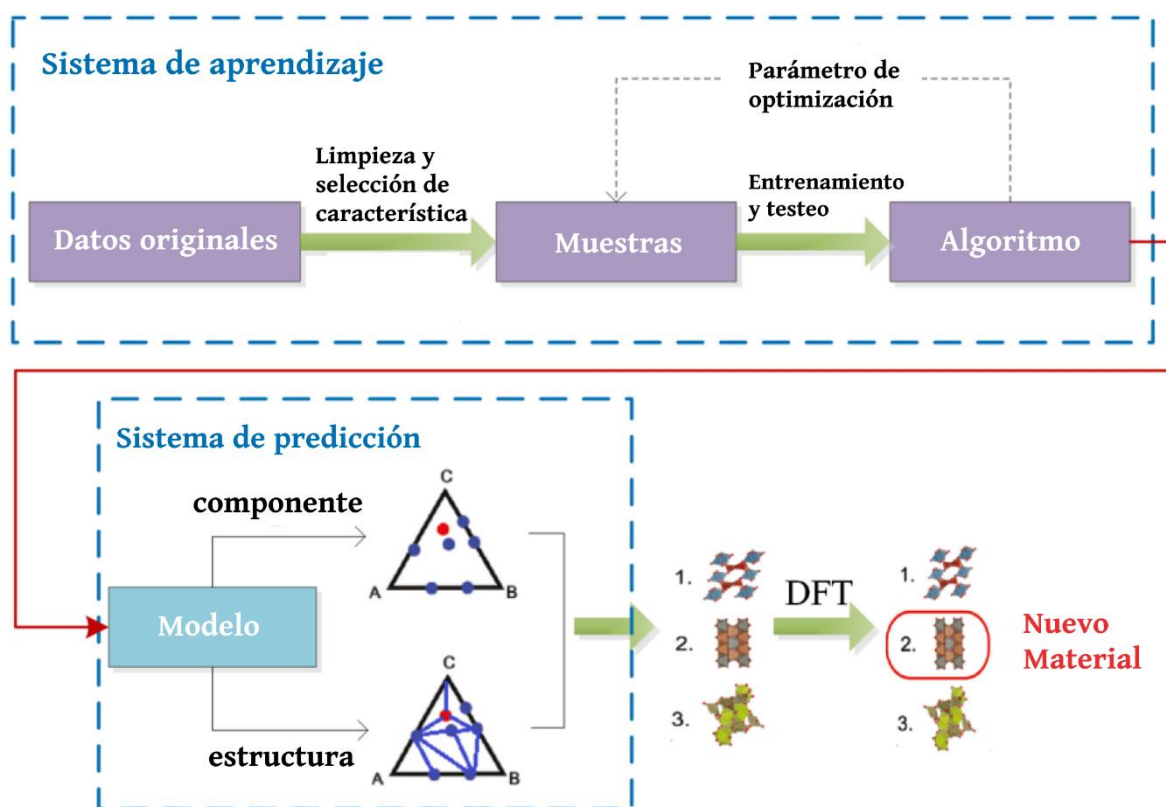 Sistema de aprendizaje
Parámetro de
optimización
Limpieza y
selección de
característica
Entrenamiento
y testeo
Datos originales
Muestras
Algoritmo
Sistema de predicción
componente
C
A
B
Modelo
estructura
C
A
B
1.
2.
3.
DFT
1.
2.
3.
Nuevo
Material